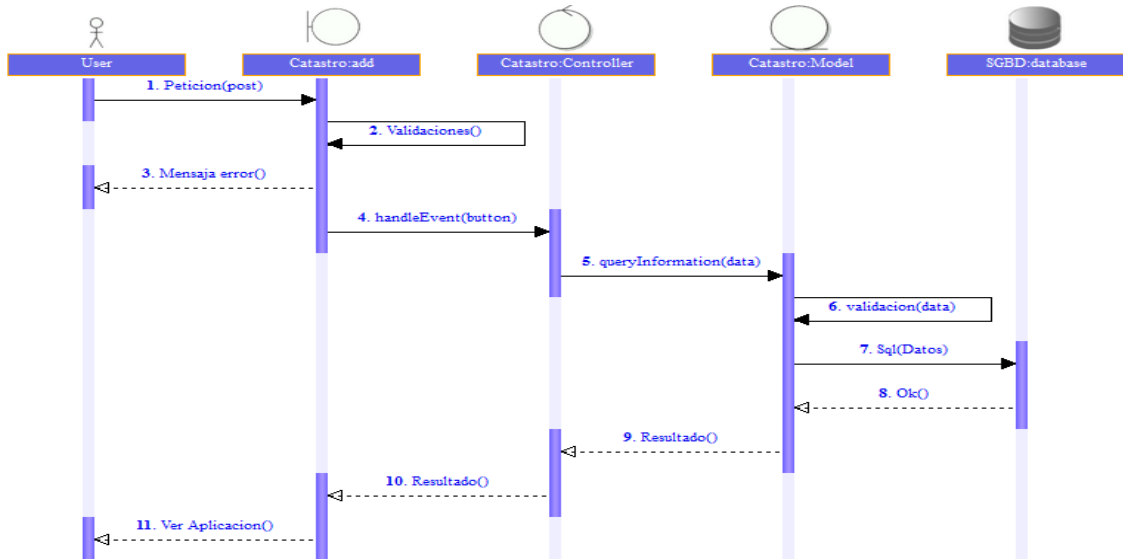 User
Catastro:add
Catastro:Controller
Catastro:Model
SGBD:database
1. Peticion(post)
2. Validaciones()
3. Mensaja error()
4. handleEvent(button)
5. queryInformation(data)
6. validacion(data)
7. Sql(Datos)
8. Ok()
9. Resultado()
10. Resultado()
11. Ver Aplicacion()